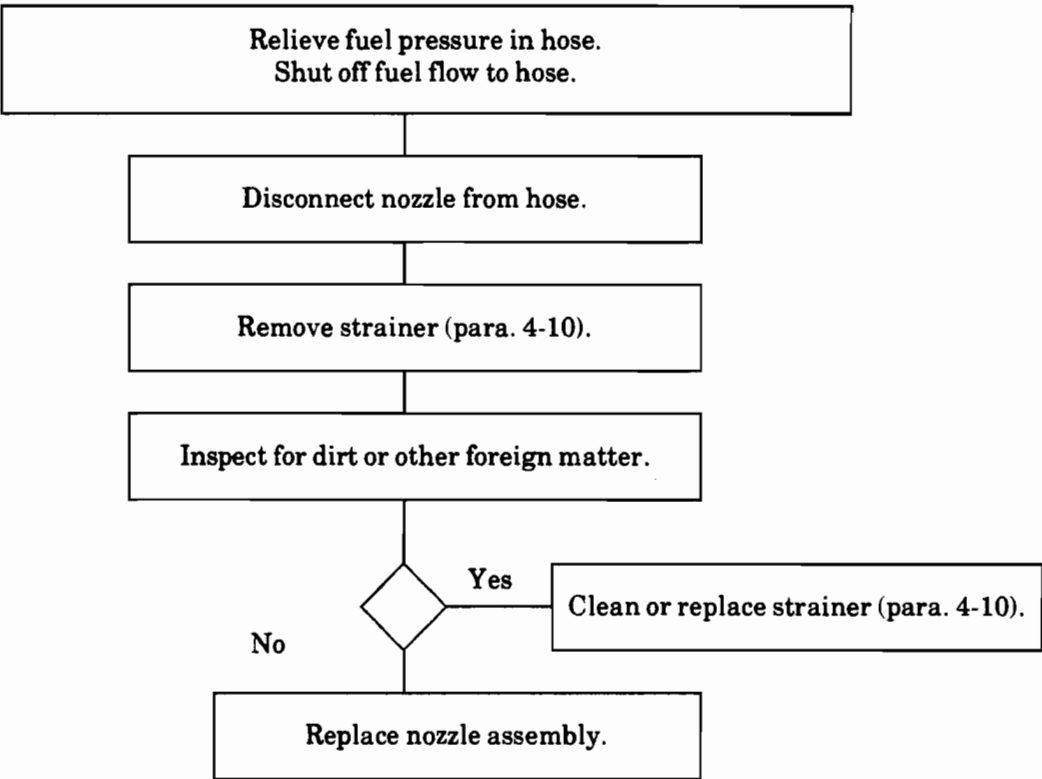 Relieve fuel pressure in hose.
Shut off fuel flow to hose.
Disconnect nozzle from hose.
Remove strainer (para. 4-10).
Inspect for dirt or other foreign matter.
Yes
Clean or replace strainer (para. 4-10).
No
Replace nozzle assembly.